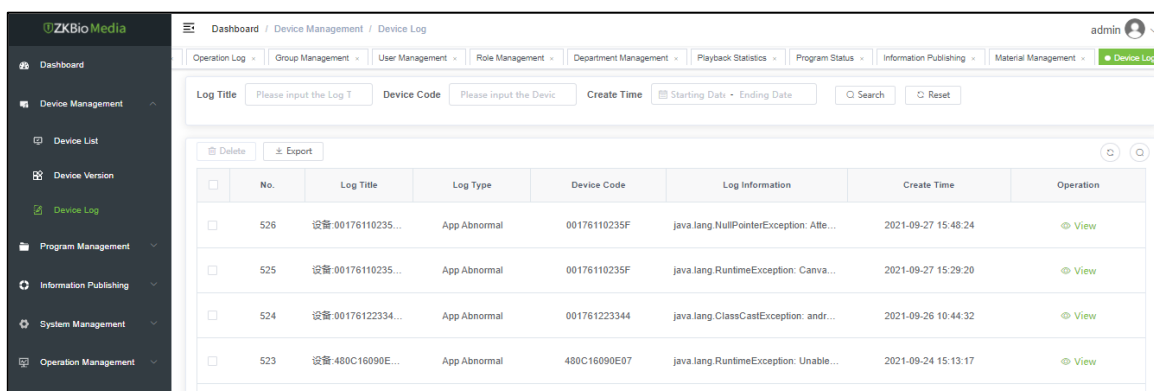 ZKBio Media
Dashboard / Device Management / Device Log
admin
Operation Log × Group Management × User Management × Role Management × Department Management × Playback Statistics × Program Status × Information Publishing × Material Management × Device Log
Dashboard
Device Management
Device List
Device Version
Device Log
Program Management
Information Publishing
System Management
Operation Management
Log Title Please input the Log T Device Code Please input the Devic Create Time Starting Date - Ending Date Search Reset
Delete Export
No. Log Title Log Type Device Code Log Information Create Time Operation
526 设备:00176110235... App Abnormal 00176110235F java.lang.NullPointerException: Atte... 2021-09-27 15:48:24 View
525 设备:00176110235... App Abnormal 00176110235F java.lang.RuntimeException: Canva... 2021-09-27 15:29:20 View
524 设备:00176122334... App Abnormal 001761223344 java.lang.ClassCastException: andr... 2021-09-26 10:44:32 View
523 设备:480C16090E... App Abnormal 480C16090E07 java.lang.RuntimeException: Unable... 2021-09-24 15:13:17 View